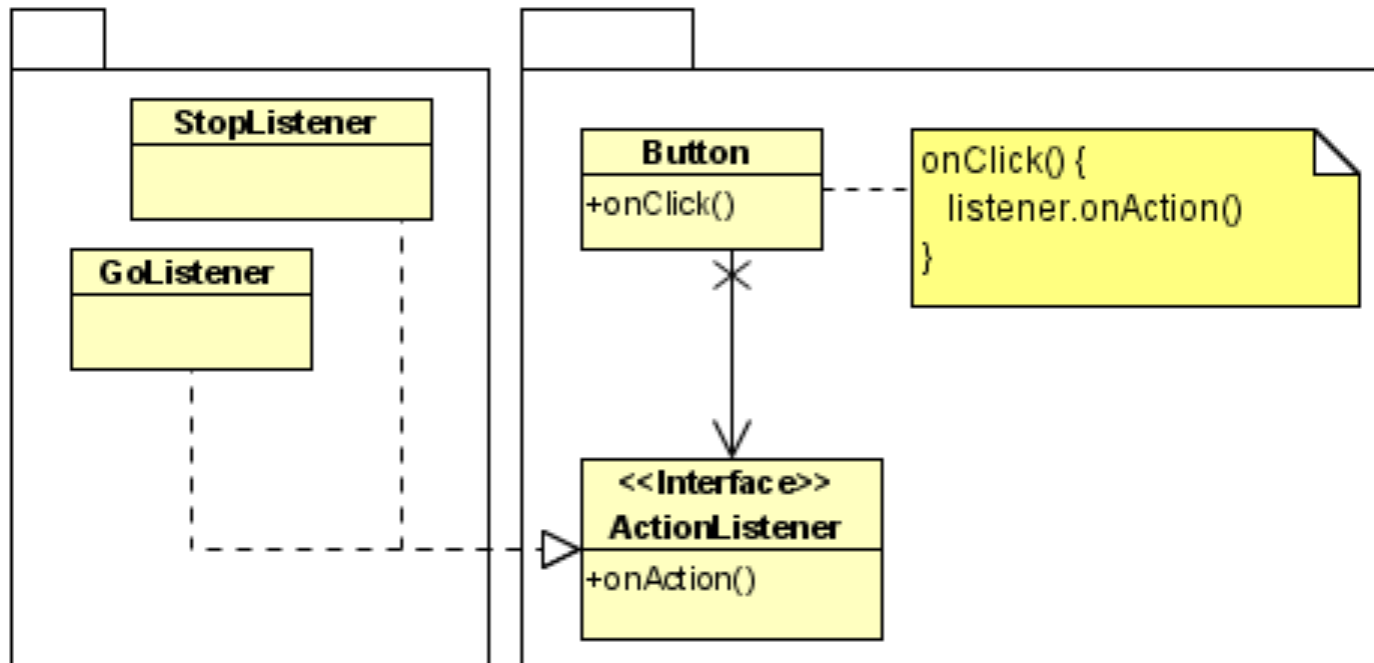 StopListener
GoListener
Button
+onClick()
onClick() {
listener.onAction()
}
<<Interface>>
ActionListener
+onAction()